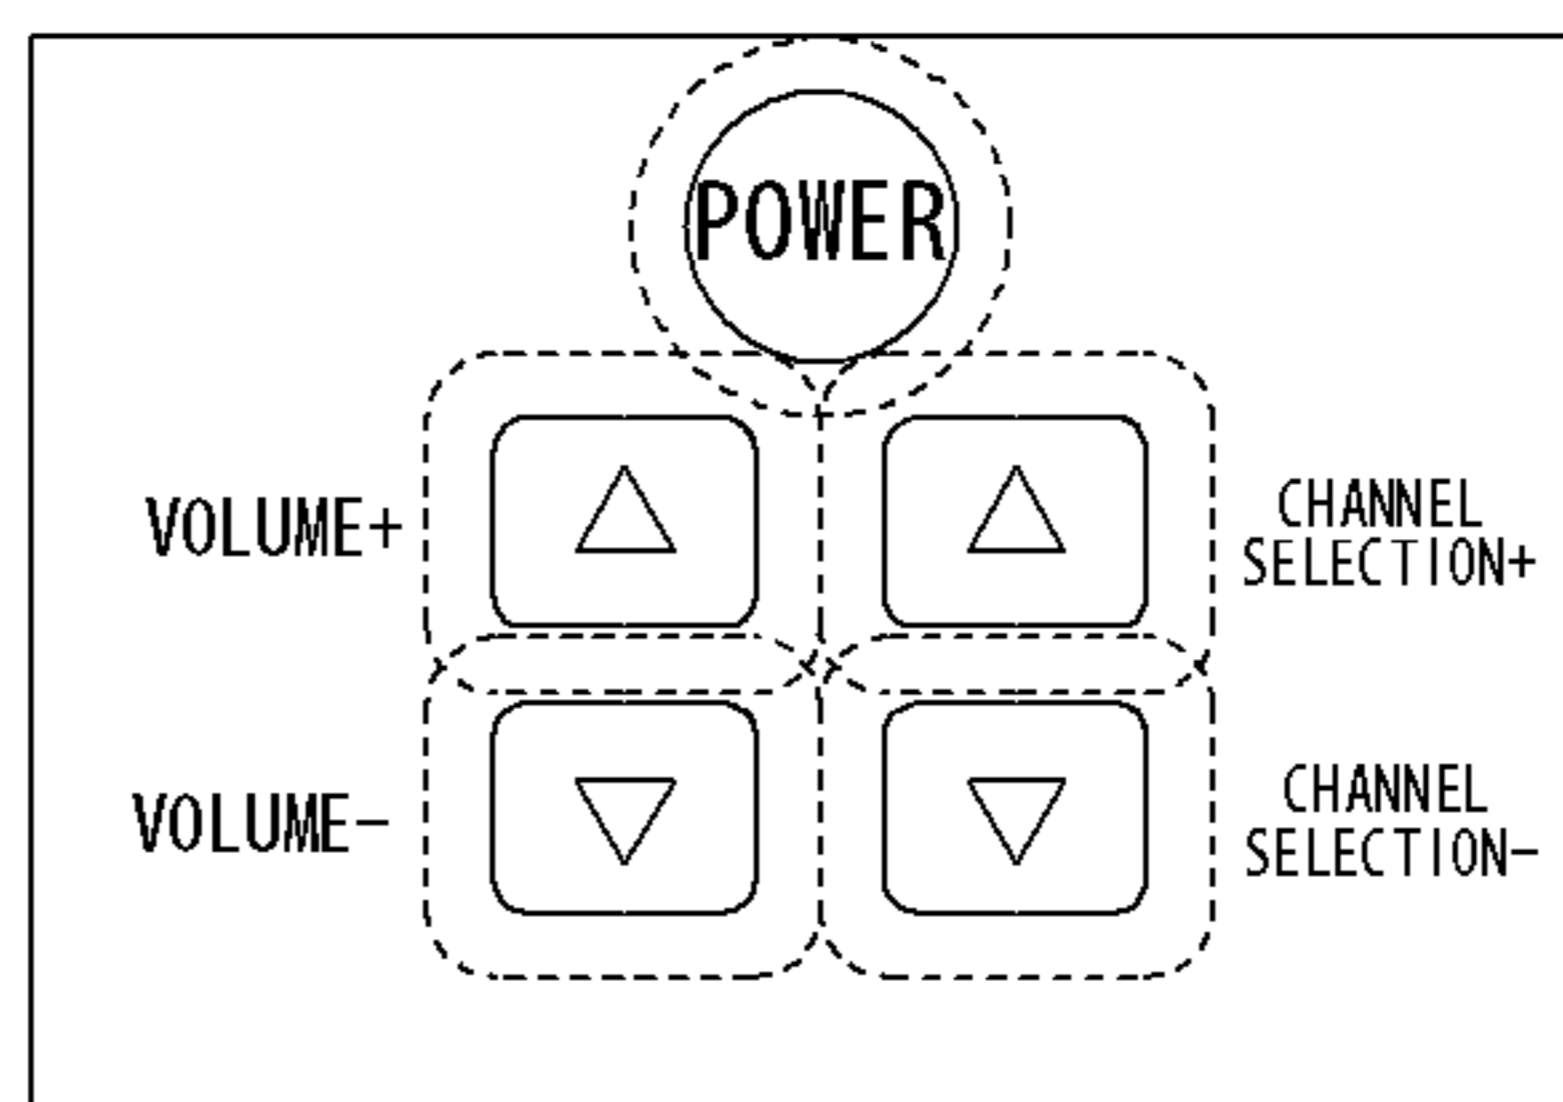 POWER
VOLUME+
CHANNEL
SELECTION+
VOLUME-
CHANNEL
SELECTION-